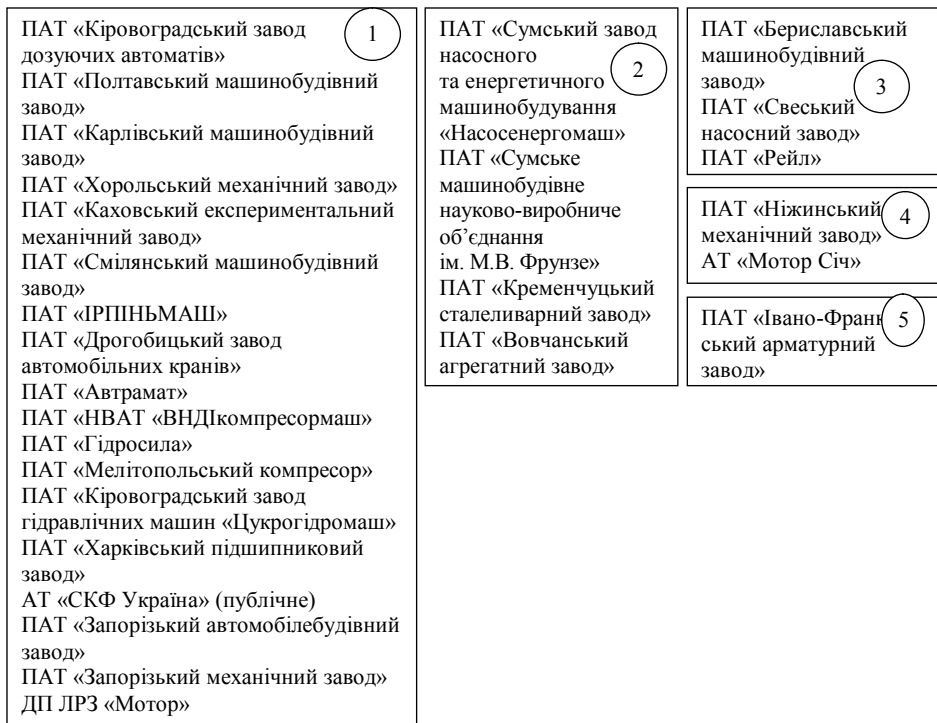 ПАТ «Кіровоградський завод
дозуючих автоматів»
ПАТ «Полтавський машинобудівний
завод»
ПАТ «Карлівський машинобудівний
завод»
ПАТ «Хорольський механічний завод»
ПАТ «Каховський експериментальний
механічний завод»
ПАТ «Смілянський машинобудівний
завод»
ПАТ «ІРПІНЬМАШ»
ПАТ «Дрогобицький завод
автомобільних кранів»
ПАТ «Автрамат»
ПАТ «НВАТ «ВНДІкомпресормаш»
ПАТ «Гідросила»
ПАТ «Мелітопольський компресор»
ПАТ «Кіровоградський завод
гідравлічних машин «Цукрогідромаш»
ПАТ «Харківський підшипниковий
завод»
АТ «СКФ Україна» (публічне)
ПАТ «Запорізький автомобілебудівний
завод»
ПАТ «Запорізький механічний завод»
ДП ЛРЗ «Мотор»
1
ПАТ «Сумський завод
насосного
та енергетичного
машинобудування
«Насосенергомаш»
ПАТ «Сумське
машинобудівне
науково-виробниче
об’єднання
ім. М.В. Фрунзе»
ПАТ «Кременчуцький
сталеливарний завод»
ПАТ «Вовчанський
агрегатний завод»
2
ПАТ «Бериславський
машинобудівний
завод»
ПАТ «Свеський
насосний завод»
ПАТ «Рейл»
3
ПАТ «Ніжинський
механічний завод»
АТ «Мотор Січ»
4
ПАТ
ський арматурний
завод»
5